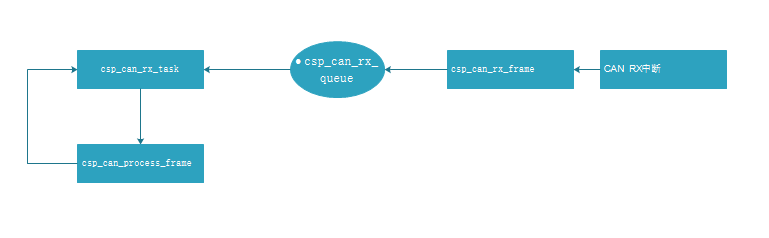 csp_can_rx_task
• csp_can_rx_
queue
csp_can_rx_frame
CAN RX中断
csp_can_process_frame